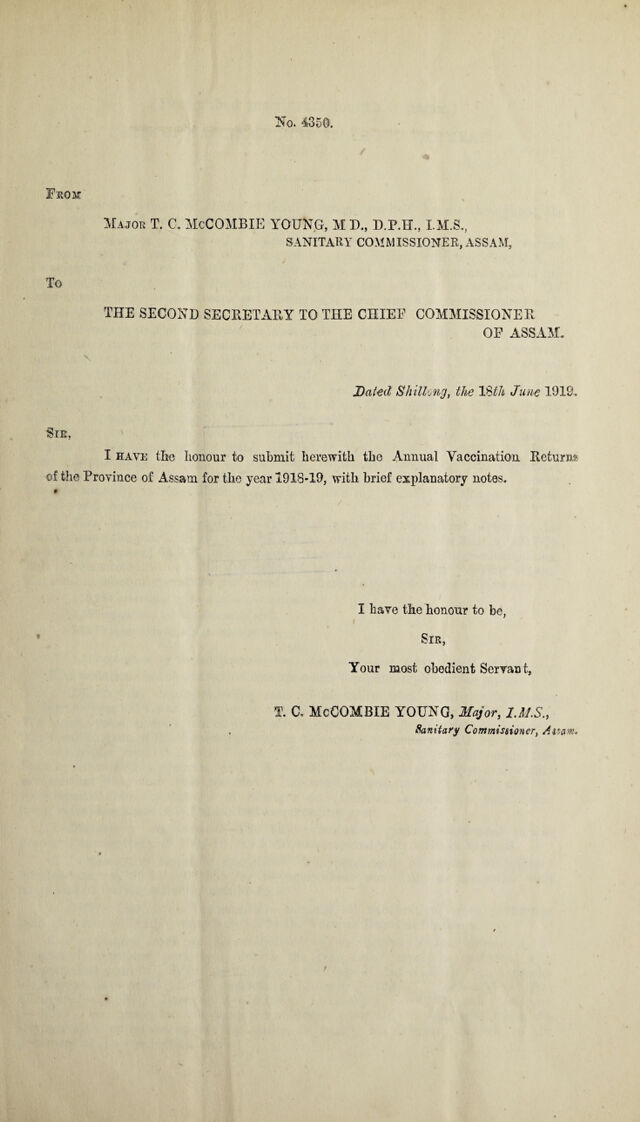 No. 4350.
FROM
MAJOR T. C. McCOMBIE YOUNG, M D., D.P.H., I.M.S.,
SANITARY COMMISSIONER, ASSAM,
To
THE SECOND SECRETARY TO THE CHIEF COMMISSIONER
OF ASSAM.
Dated Shillong, the 18th June 1919.
SIR,
I HAVE the honour to submit herewith the Annual Vaccination Returns
of the Province of Assam for the year 1918-19, with brief explanatory notes.
I have the honour to be,
SIR,
Your most obedient Servant,
T. C. McCOMBIE YOUNG, Major, I.M.S.,
Sanitary Commissioner, Assam.